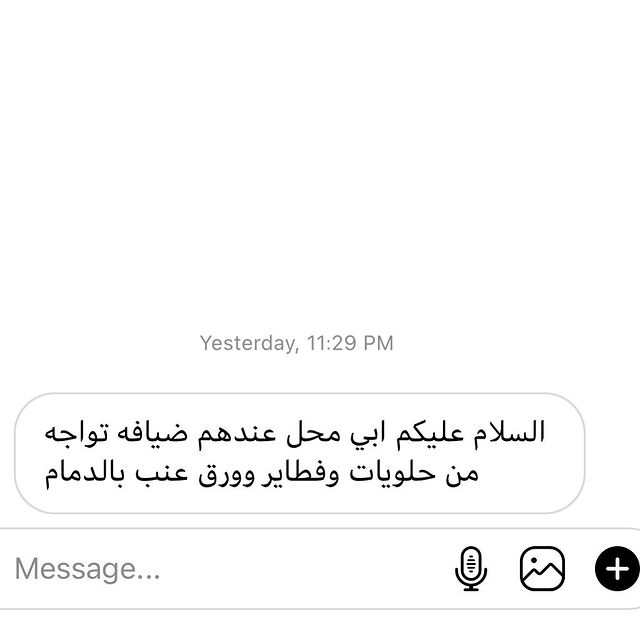 Yesterday, 11:29 PM
السلام عليكم ابي محل عندهم ضيافه تواجه
من حلويات وفطاير وورق عنب بالدمام
Message...